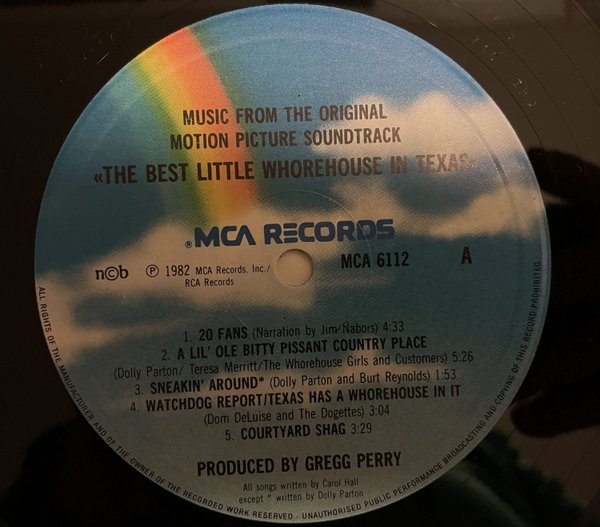 MUSIC FROM THE ORIGINAL
MOTION PICTURE SOUNDTRACK
«THE BEST LITTLE WHOREHOUSE IN TEXAS»
®MCA RECORDS
n©b
℗ 1982 MCA Records, Inc./
RCA Records
MCA 6112
A
1. 20 FANS (Narration by Jim Nabors) 4:33
2. A LIL' OLE BITTY PISSANT COUNTRY PLACE
(Dolly Parton/ Teresa Merritt/The Whorehouse Girls and Customers) 5:26
3. SNEAKIN' AROUND* (Dolly Parton and Burt Reynolds) 1:53
4. WATCHDOG REPORT/TEXAS HAS A WHOREHOUSE IN IT
(Dom DeLuise and The Dogettes) 3:04
5. COURTYARD SHAG 3:29
PRODUCED BY GREGG PERRY
All songs written by Carol Hall
except * written by Dolly Parton
ALL RIGHTS OF THE MANUFACTURER AND OF THE OWNER OF THE RECORDED WORK RESERVED - UNAUTHORISED PUBLIC PERFORMANCE BROADCASTING AND COPYING OF THIS RECORD PROHIBITED.